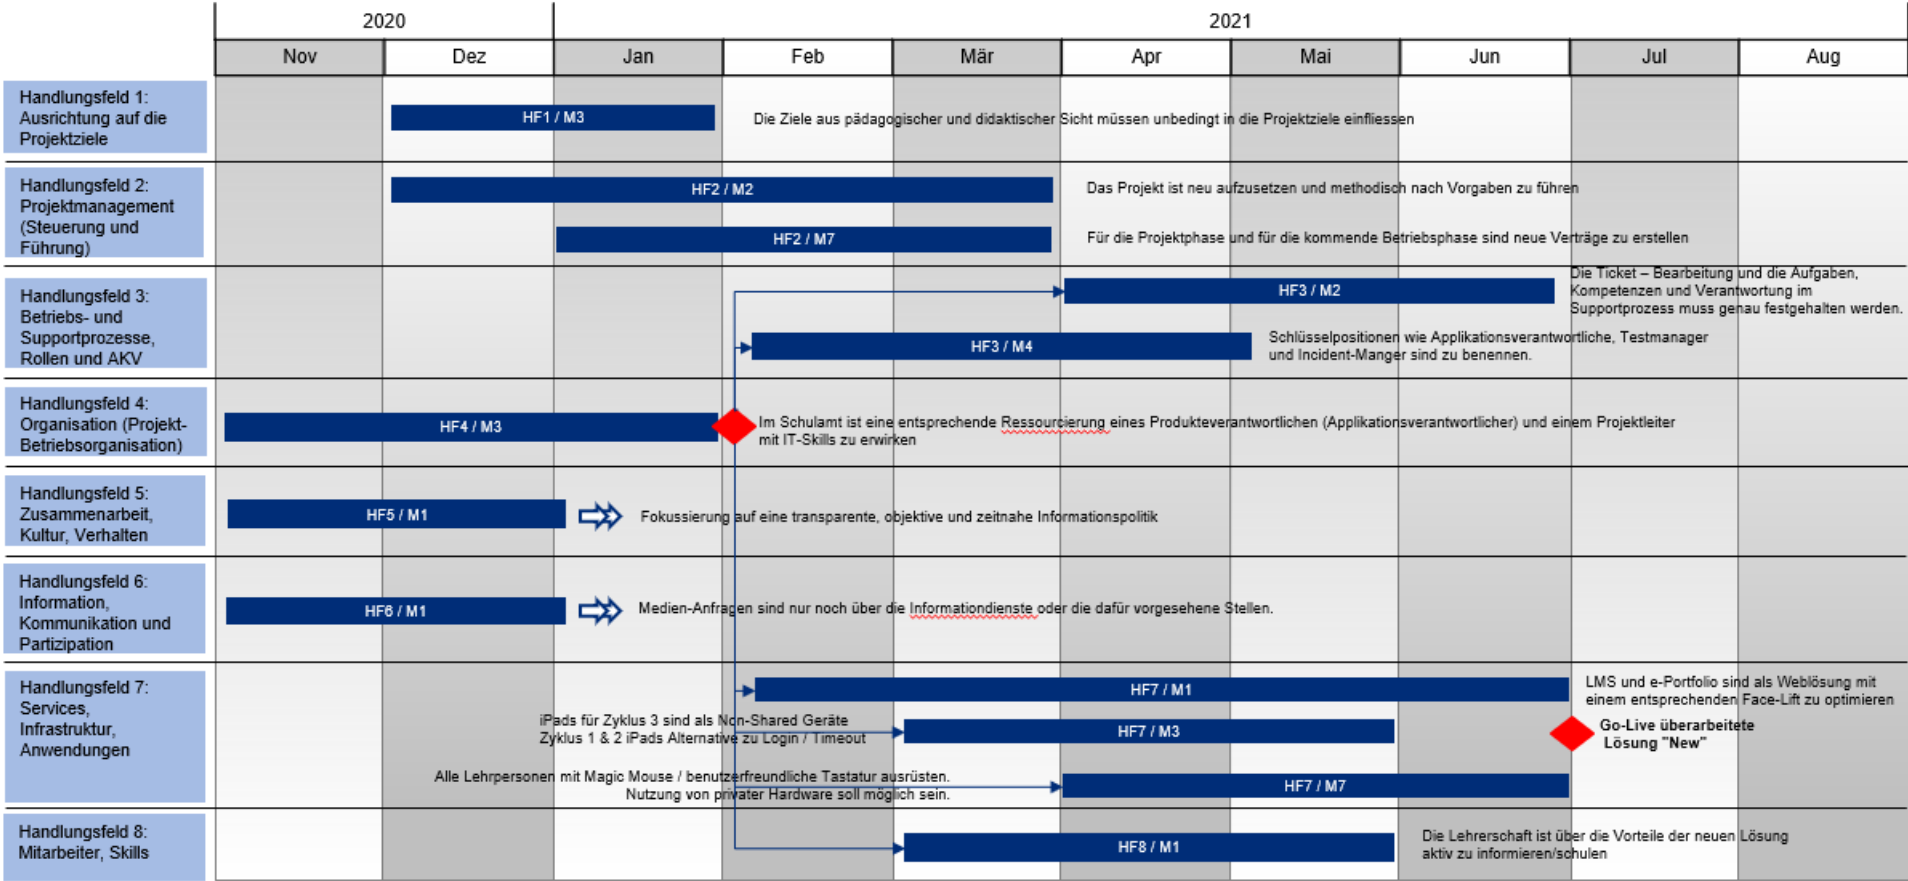 2020
2021
Nov
Dez
Jan
Feb
Mär
Apr
Mai
Jun
Jul
Aug
Handlungsfeld 1:
Ausrichtung auf die
Projektziele
HF1 / M3
Die Ziele aus pädagogischer und didaktischer Sicht müssen unbedingt in die Projektziele einfliessen
Handlungsfeld 2:
Projektmanagement
(Steuerung und
Führung)
HF2 / M2
Das Projekt ist neu aufzusetzen und methodisch nach Vorgaben zu führen
HF2 / M7
Für die Projektphase und für die kommende Betriebsphase sind neue Verträge zu erstellen
Handlungsfeld 3:
Betriebs- und
Supportprozesse,
Rollen und AKV
HF3 / M2
Die Ticket – Bearbeitung und die Aufgaben,
Kompetenzen und Verantwortung im
Supportprozess muss genau festgehalten werden.
HF3 / M4
Schlüsselpositionen wie Applikationsverantwortliche, Testmanager
und Incident-Manger sind zu benennen.
Handlungsfeld 4:
Organisation (Projekt-
Betriebsorganisation)
HF4 / M3
Im Schulamt ist eine entsprechende Ressourcierung eines Produkteverantwortlichen (Applikationsverantwortlicher) und einem Projektleiter
mit IT-Skills zu erwirken
Handlungsfeld 5:
Zusammenarbeit,
Kultur, Verhalten
HF5 / M1
Fokussierung auf eine transparente, objektive und zeitnahe Informationspolitik
Handlungsfeld 6:
Information,
Kommunikation und
Partizipation
HF6 / M1
Medien-Anfragen sind nur noch über die Informationdienste oder die dafür vorgesehene Stellen.
Handlungsfeld 7:
Services,
Infrastruktur,
Anwendungen
HF7 / M1
LMS und e-Portfolio sind als Weblösung mit
einem entsprechenden Face-Lift zu optimieren
iPads für Zyklus 3 sind als Non-Shared Geräte
Zyklus 1 & 2 iPads Alternative zu Login / Timeout
HF7 / M3
Go-Live überarbeitete
Lösung "New"
Alle Lehrpersonen mit Magic Mouse / benutzerfreundliche Tastatur ausrüsten.
Nutzung von privater Hardware soll möglich sein.
HF7 / M7
Handlungsfeld 8:
Mitarbeiter, Skills
HF8 / M1
Die Lehrerschaft ist über die Vorteile der neuen Lösung
aktiv zu informieren/schulen